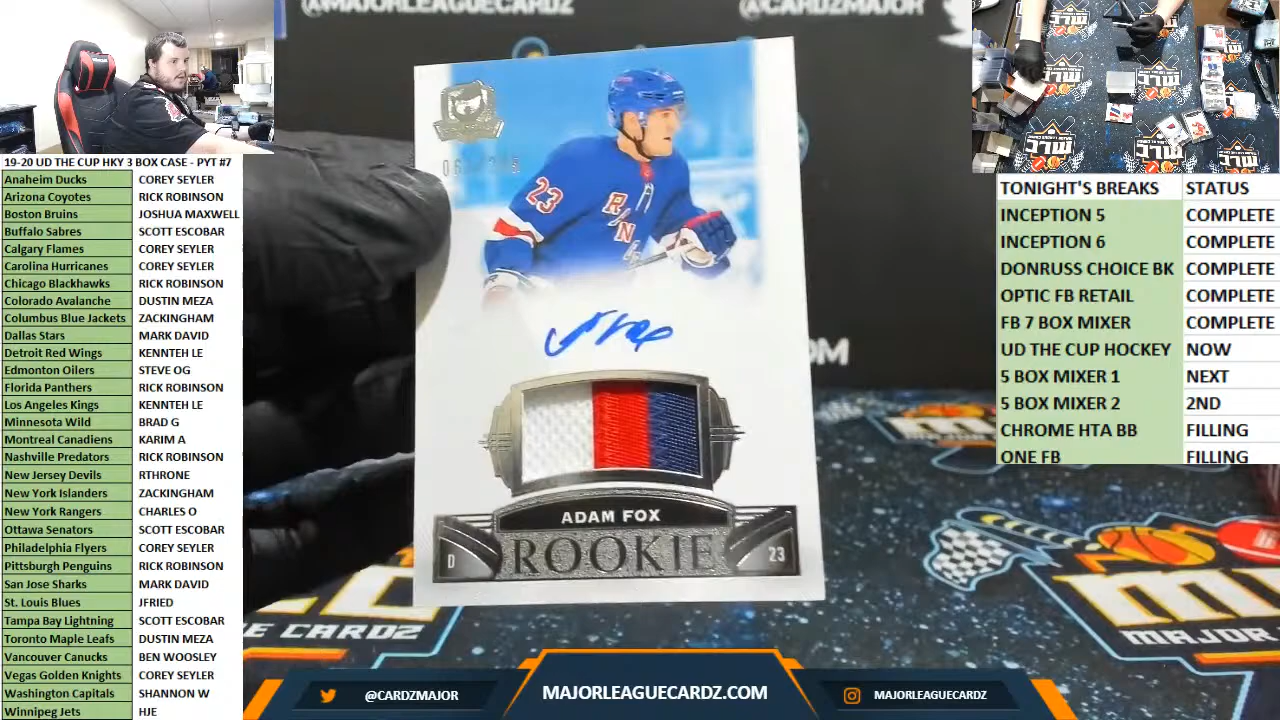 @MAJORLEAGUECARDZ
@CARDZMAJOR
19-20 UD THE CUP HKY 3 BOX CASE - PYT #7
Anaheim Ducks COREY SEYLER
Arizona Coyotes RICK ROBINSON
Boston Bruins JOSHUA MAXWELL
Buffalo Sabres SCOTT ESCOBAR
Calgary Flames COREY SEYLER
Carolina Hurricanes COREY SEYLER
Chicago Blackhawks RICK ROBINSON
Colorado Avalanche DUSTIN MEZA
Columbus Blue Jackets ZACKINGHAM
Dallas Stars MARK DAVID
Detroit Red Wings KENNTEH LE
Edmonton Oilers STEVE OG
Florida Panthers RICK ROBINSON
Los Angeles Kings KENNTEH LE
Minnesota Wild BRAD G
Montreal Canadiens KARIM A
Nashville Predators RICK ROBINSON
New Jersey Devils RTHRONE
New York Islanders ZACKINGHAM
New York Rangers CHARLES O
Ottawa Senators SCOTT ESCOBAR
Philadelphia Flyers COREY SEYLER
Pittsburgh Penguins RICK ROBINSON
San Jose Sharks MARK DAVID
St. Louis Blues JFRIED
Tampa Bay Lightning SCOTT ESCOBAR
Toronto Maple Leafs DUSTIN MEZA
Vancouver Canucks BEN WOOSLEY
Vegas Golden Knights COREY SEYLER
Washington Capitals SHANNON W
Winnipeg Jets HJE
23
ADAM FOX
D ROOKIE 23
TONIGHT'S BREAKS STATUS
INCEPTION 5 COMPLETE
INCEPTION 6 COMPLETE
DONRUSS CHOICE BK COMPLETE
OPTIC FB RETAIL COMPLETE
FB 7 BOX MIXER COMPLETE
UD THE CUP HOCKEY NOW
5 BOX MIXER 1 NEXT
5 BOX MIXER 2 2ND
CHROME HTA BB FILLING
ONE FB FILLING
E CARDZ
MAJOR
@CARDZMAJOR
MAJORLEAGUECARDZ.COM
MAJORLEAGUECARDZ